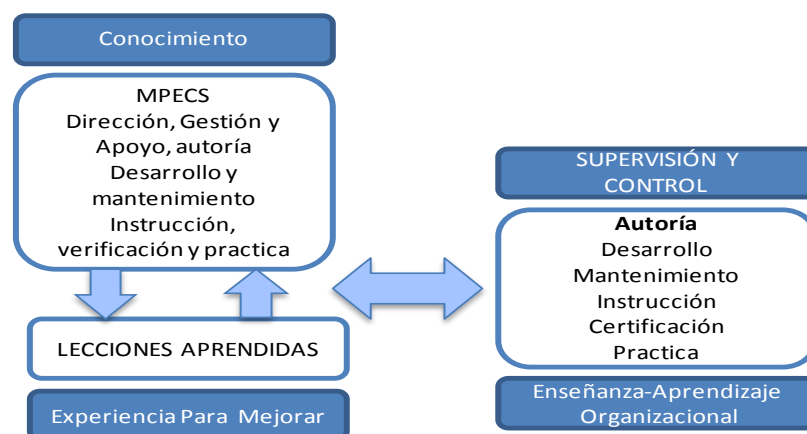 Conocimiento
MPECS
Dirección, Gestión y
Apoyo, autoría
Desarrollo y
mantenimiento
Instrucción,
verificación y practica
LECCIONES APRENDIDAS
Experiencia Para Mejorar
SUPERVISIÓN Y
CONTROL
Autoría
Desarrollo
Mantenimiento
Instrucción
Certificación
Practica
Enseñanza-Aprendizaje
Organizacional